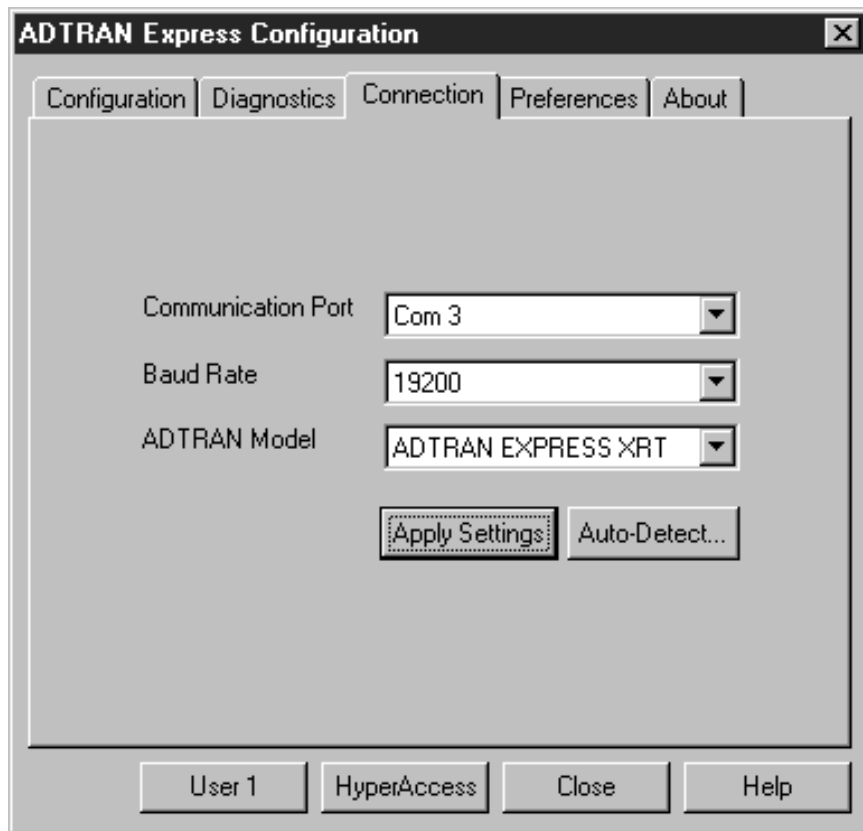 ADTRAN Express Configuration
Configuration Diagnostics Connection Preferences About
Communication Port Com 3
Baud Rate 19200
ADTRAN Model ADTRAN EXPRESS XRT
Apply Settings Auto-Detect...
User 1 HyperAccess Close Help